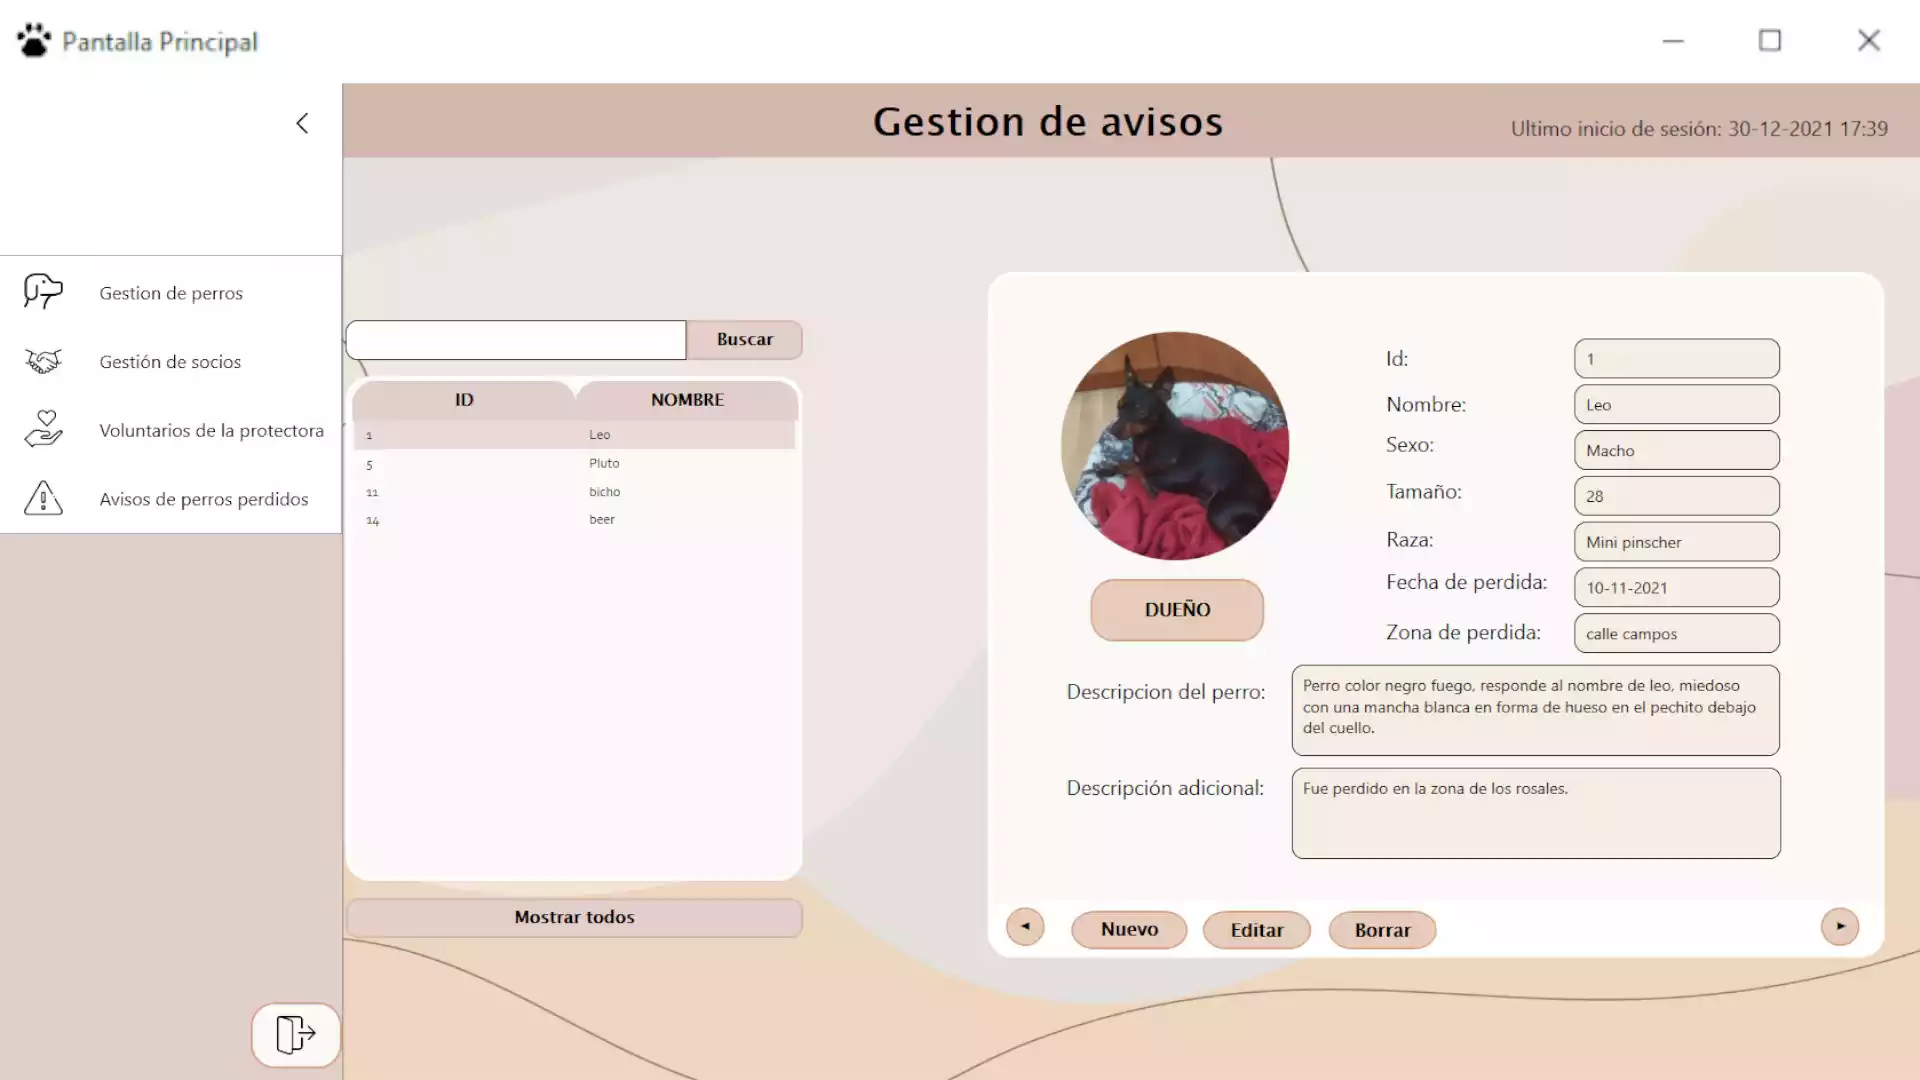 Pantalla Principal
Gestion de avisos
Ultimo inicio de sesión: 30-12-2021 17:39
Gestion de perros
Gestión de socios
Voluntarios de la protectora
Avisos de perros perdidos
Buscar
ID NOMBRE
1 Leo
5 Pluto
11 bicho
14 beer
Mostrar todos
DUEÑO
Id: 1
Nombre: Leo
Sexo: Macho
Tamaño: 28
Raza: Mini pinscher
Fecha de perdida: 10-11-2021
Zona de perdida: calle campos
Descripcion del perro:
Perro color negro fuego, responde al nombre de leo, miedoso
con una mancha blanca en forma de hueso en el pechito debajo
del cuello.
Descripción adicional:
Fue perdido en la zona de los rosales.
Nuevo Editar Borrar